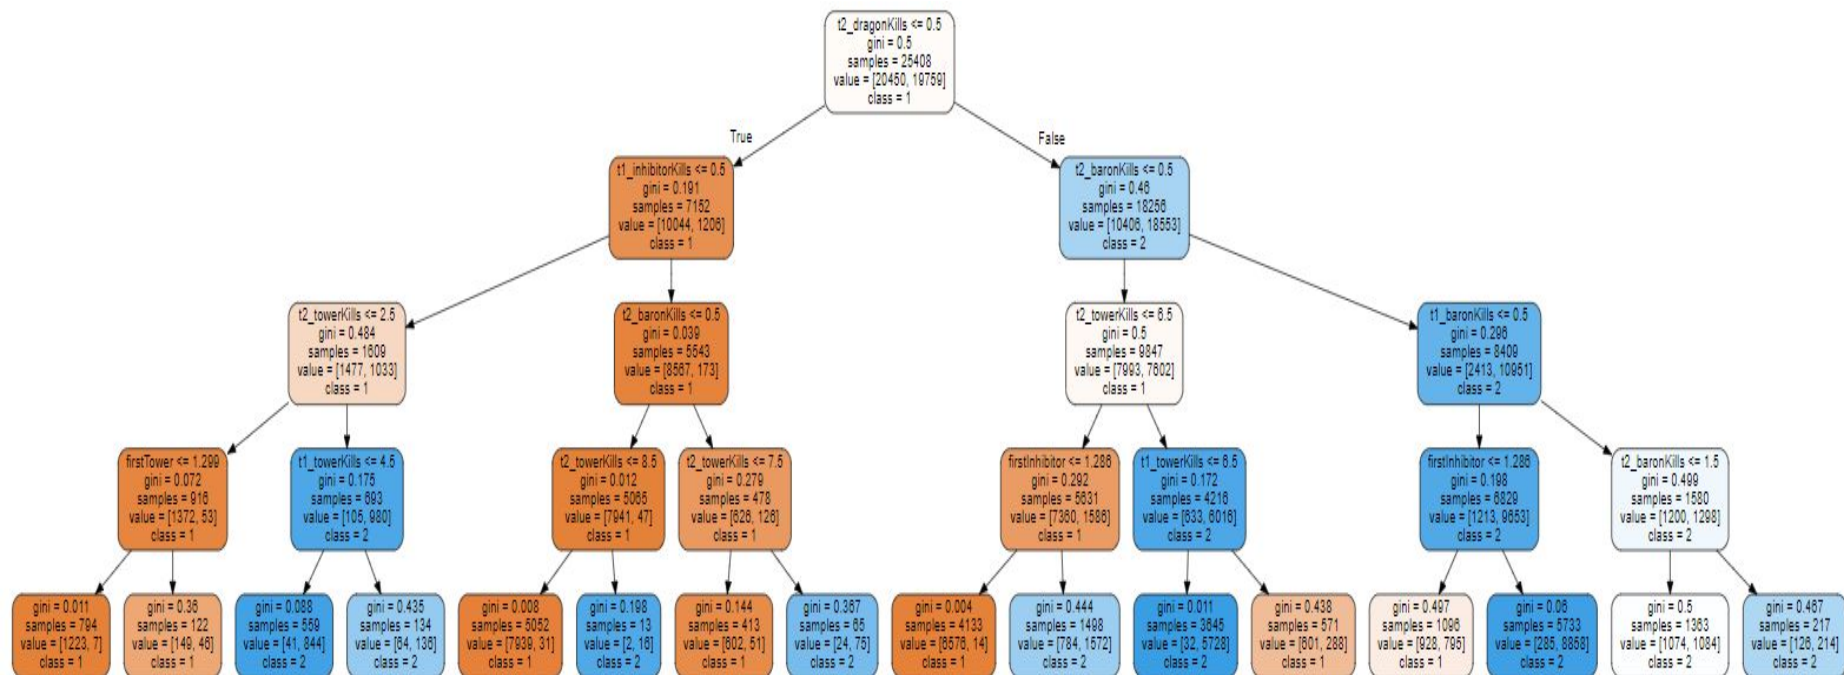 t2_dragonKills <= 0.5
gini = 0.5
samples = 25408
value = [20450, 19759]
class = 1
True
False
t1_inhibitorKills <= 0.5
gini = 0.191
samples = 7152
value = [10044, 1206]
class = 1
t2_baronKills <= 0.5
gini = 0.46
samples = 18256
value = [10406, 18553]
class = 2
t2_towerKills <= 2.5
gini = 0.484
samples = 1609
value = [1477, 1033]
class = 1
t2_baronKills <= 0.5
gini = 0.039
samples = 5543
value = [8567, 173]
class = 1
t2_towerKills <= 6.5
gini = 0.5
samples = 9847
value = [7993, 7602]
class = 1
t1_baronKills <= 0.5
gini = 0.296
samples = 8409
value = [2413, 10951]
class = 2
firstTower <= 1.299
gini = 0.072
samples = 916
value = [1372, 53]
class = 1
t1_towerKills <= 4.5
gini = 0.175
samples = 693
value = [105, 980]
class = 2
t2_towerKills <= 8.5
gini = 0.012
samples = 5065
value = [7941, 47]
class = 1
t2_towerKills <= 7.5
gini = 0.279
samples = 478
value = [626, 126]
class = 1
firstInhibitor <= 1.286
gini = 0.292
samples = 5631
value = [7360, 1586]
class = 1
t1_towerKills <= 6.5
gini = 0.172
samples = 4216
value = [633, 6016]
class = 2
firstInhibitor <= 1.286
gini = 0.198
samples = 6829
value = [1213, 9653]
class = 2
t2_baronKills <= 1.5
gini = 0.499
samples = 1580
value = [1200, 1298]
class = 2
gini = 0.011
samples = 794
value = [1223, 7]
class = 1
gini = 0.36
samples = 122
value = [149, 46]
class = 1
gini = 0.088
samples = 559
value = [41, 844]
class = 2
gini = 0.435
samples = 134
value = [64, 136]
class = 2
gini = 0.008
samples = 5052
value = [7939, 31]
class = 1
gini = 0.198
samples = 13
value = [2, 16]
class = 2
gini = 0.144
samples = 413
value = [602, 51]
class = 1
gini = 0.367
samples = 65
value = [24, 75]
class = 2
gini = 0.004
samples = 4133
value = [6576, 14]
class = 1
gini = 0.444
samples = 1498
value = [784, 1572]
class = 2
gini = 0.011
samples = 3645
value = [32, 5728]
class = 2
gini = 0.438
samples = 571
value = [601, 288]
class = 1
gini = 0.497
samples = 1096
value = [928, 795]
class = 1
gini = 0.06
samples = 5733
value = [285, 8858]
class = 2
gini = 0.5
samples = 1363
value = [1074, 1084]
class = 2
gini = 0.467
samples = 217
value = [126, 214]
class = 2